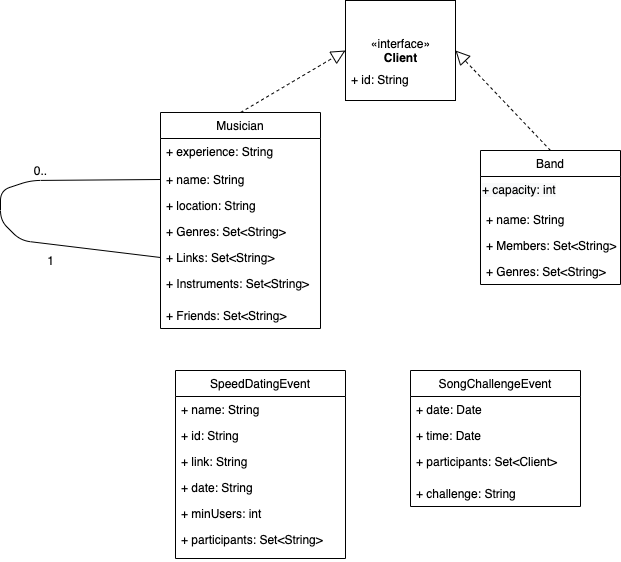 «interface»
Client
+ id: String
Musician
+ experience: String
+ name: String
+ location: String
+ Genres: Set<String>
+ Links: Set<String>
+ Instruments: Set<String>
+ Friends: Set<String>
0..
1
Band
+ capacity: int
+ name: String
+ Members: Set<String>
+ Genres: Set<String>
SpeedDatingEvent
+ name: String
+ id: String
+ link: String
+ date: String
+ minUsers: int
+ participants: Set<String>
SongChallengeEvent
+ date: Date
+ time: Date
+ participants: Set<Client>
+ challenge: String